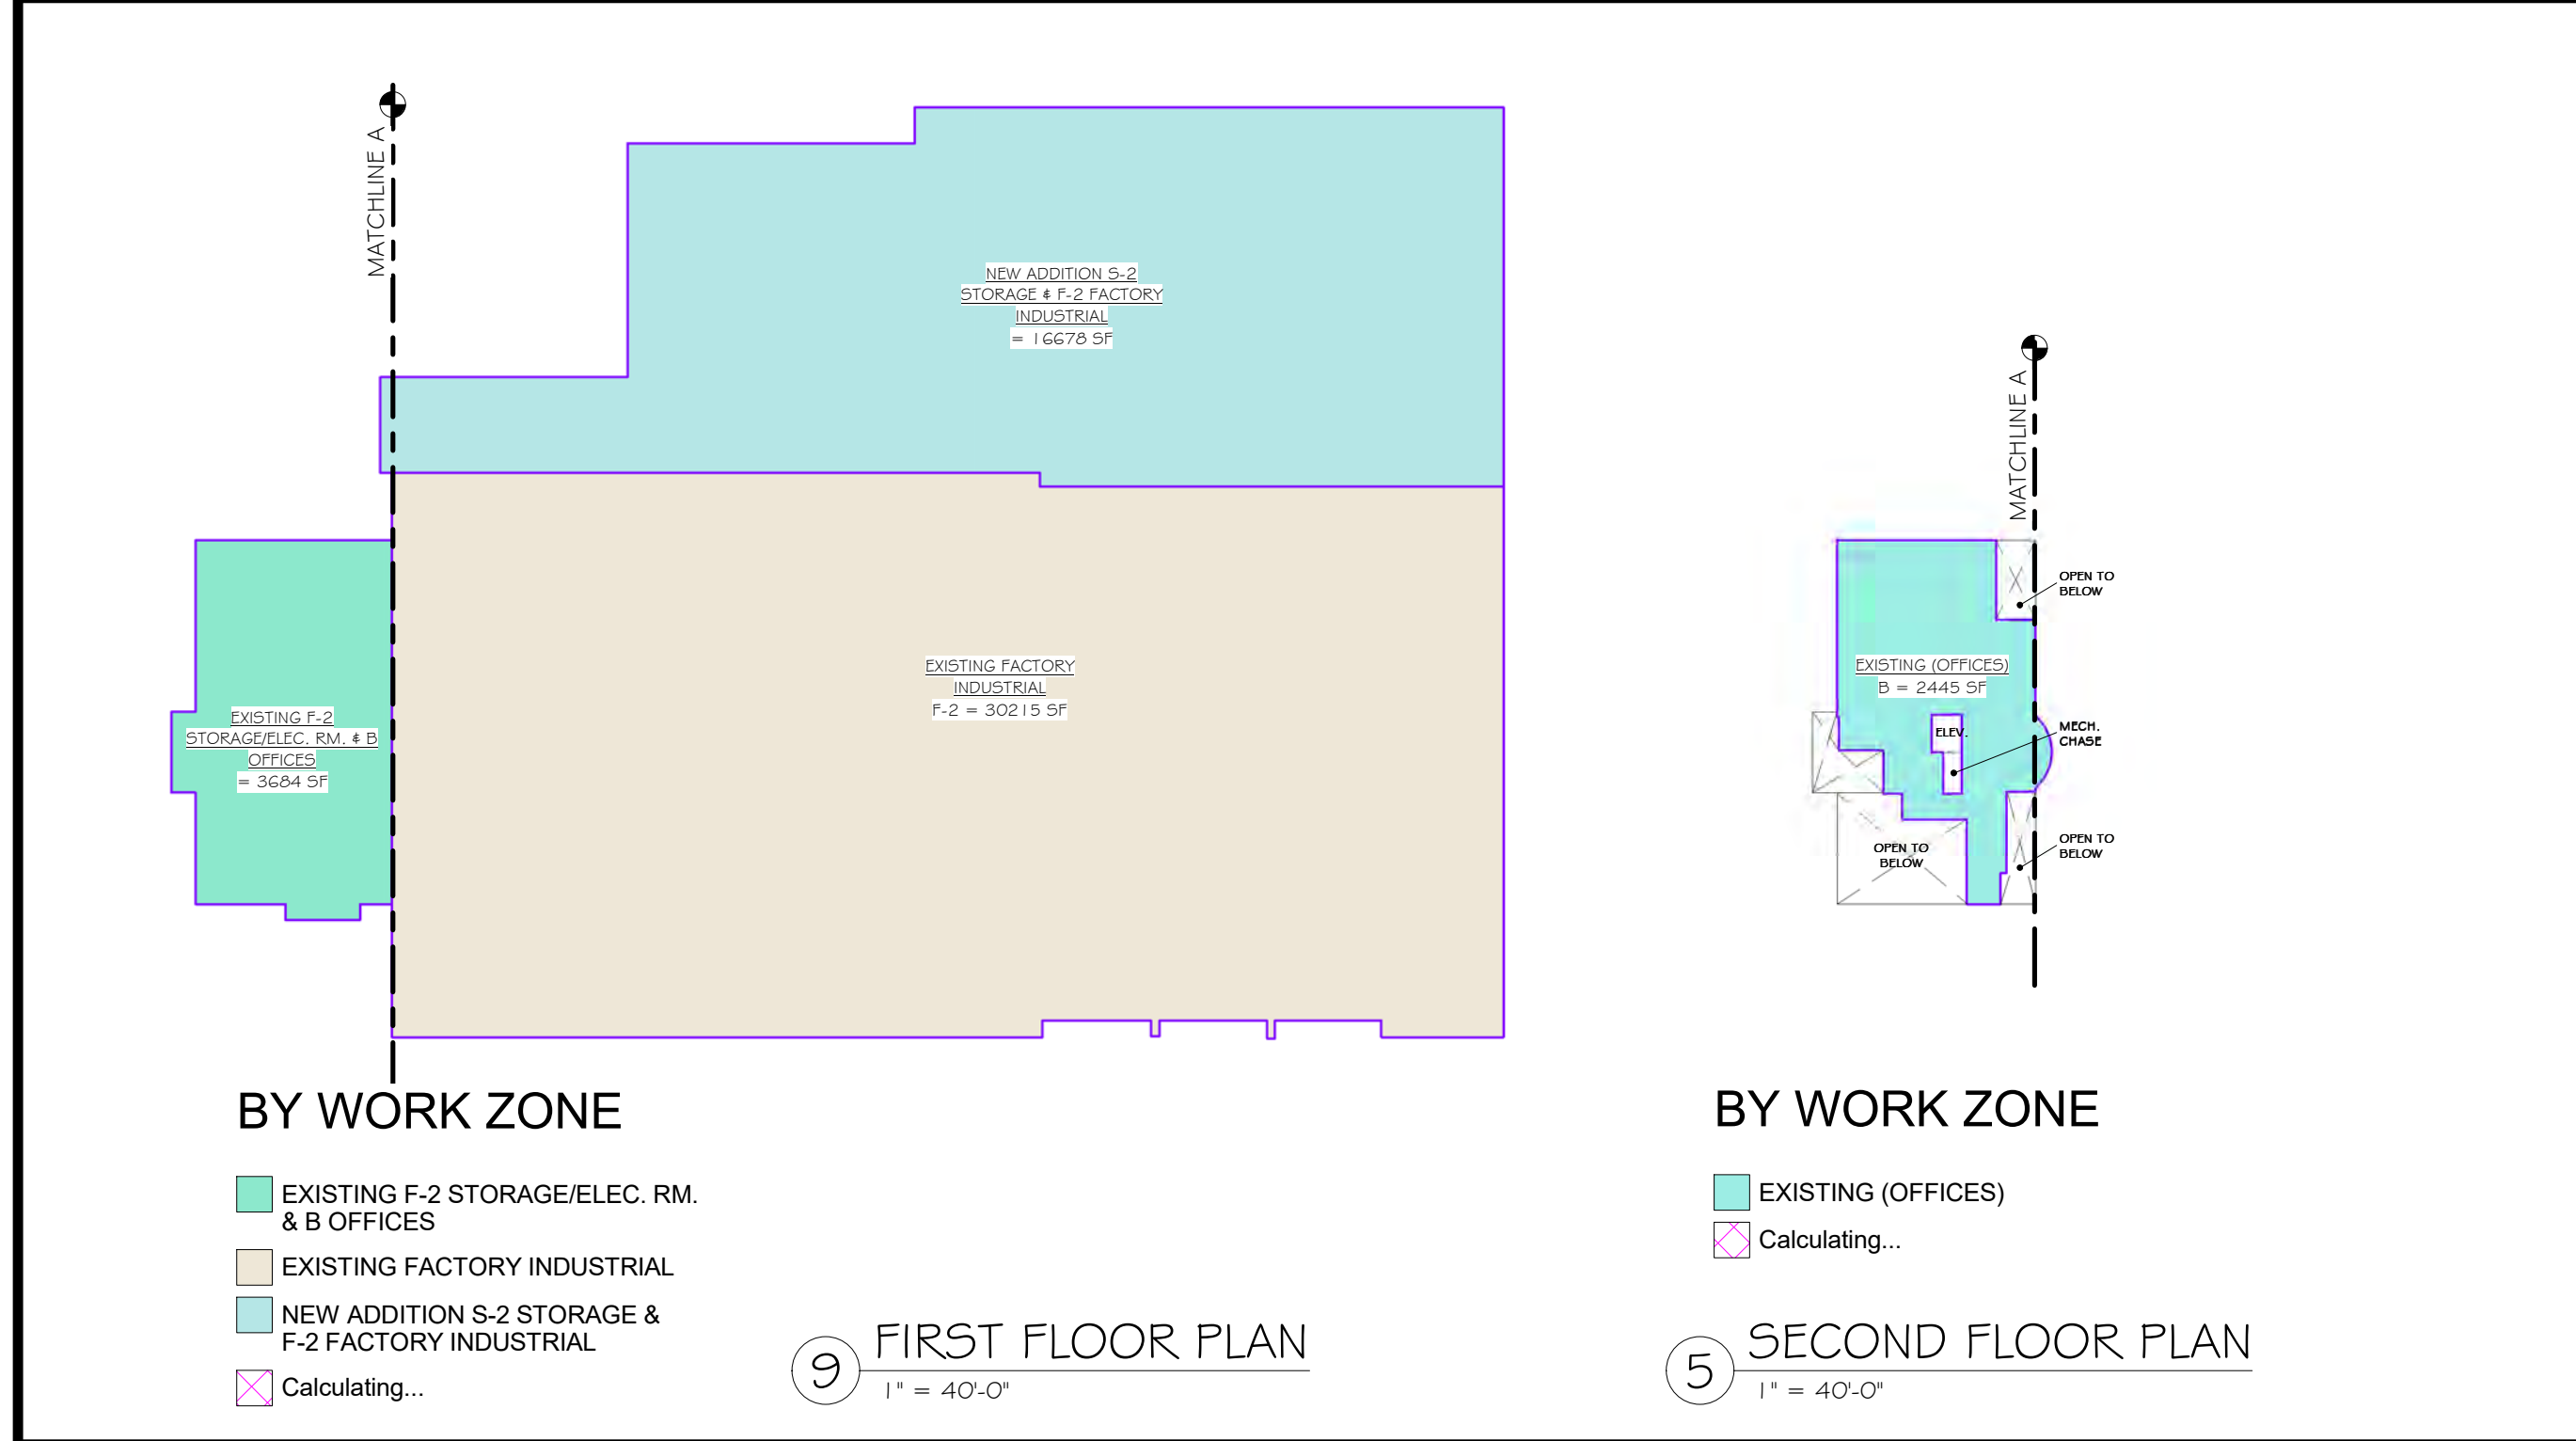 MATCHLINE A
NEW ADDITION S-2
STORAGE & F-2 FACTORY
INDUSTRIAL
= 16678 SF
EXISTING FACTORY
INDUSTRIAL
F-2 = 30215 SF
EXISTING F-2
STORAGE/ELEC. RM. & B
OFFICES
= 3684 SF
BY WORK ZONE
EXISTING F-2 STORAGE/ELEC. RM.
& B OFFICES
EXISTING FACTORY INDUSTRIAL
NEW ADDITION S-2 STORAGE &
F-2 FACTORY INDUSTRIAL
Calculating...
9
FIRST FLOOR PLAN
1" = 40'-0"
MATCHLINE A
OPEN TO
BELOW
EXISTING (OFFICES)
B = 2445 SF
ELEV.
MECH.
CHASE
OPEN TO
BELOW
OPEN TO
BELOW
BY WORK ZONE
EXISTING (OFFICES)
Calculating...
5
SECOND FLOOR PLAN
1" = 40'-0"